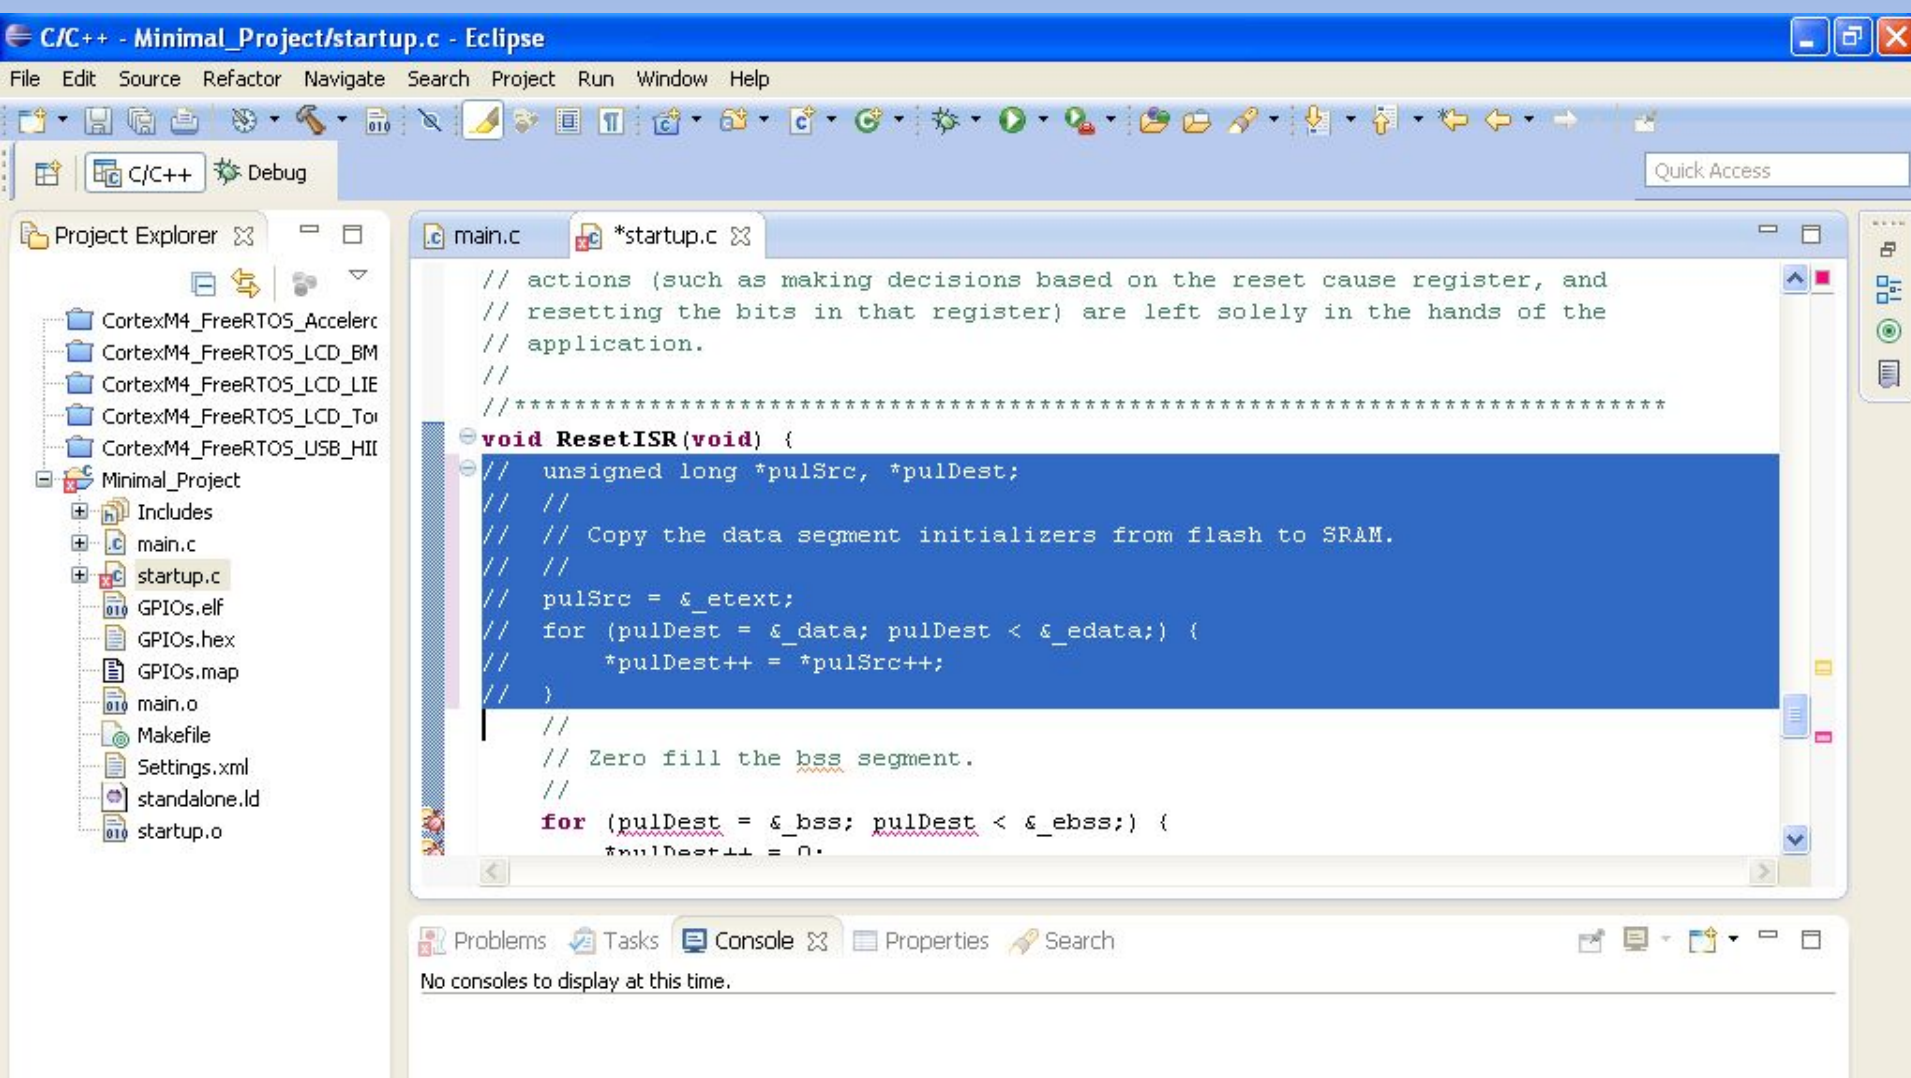 C/C++ - Minimal_Project/startup.c - Eclipse
File Edit Source Refactor Navigate Search Project Run Window Help
C/C++ Debug
Quick Access
Project Explorer
CortexM4_FreeRTOS_Accelero
CortexM4_FreeRTOS_LCD_BM
CortexM4_FreeRTOS_LCD_LIB
CortexM4_FreeRTOS_LCD_Tou
CortexM4_FreeRTOS_USB_HID
Minimal_Project
Includes
main.c
startup.c
GPIOs.elf
GPIOs.hex
GPIOs.map
main.o
Makefile
Settings.xml
standalone.ld
startup.o
main.c *startup.c
// actions (such as making decisions based on the reset cause register, and
// resetting the bits in that register) are left solely in the hands of the
// application.
//
//*****************************************************************************
void ResetISR(void) {
//  unsigned long *pulSrc, *pulDest;
//  //
//  // Copy the data segment initializers from flash to SRAM.
//  //
//  pulSrc = &_etext;
//  for (pulDest = &_data; pulDest < &_edata;) {
//      *pulDest++ = *pulSrc++;
//  }
    //
    // Zero fill the bss segment.
    //
    for (pulDest = &_bss; pulDest < &_ebss;) {
        *pulDest++ = 0;
Problems Tasks Console Properties Search
No consoles to display at this time.